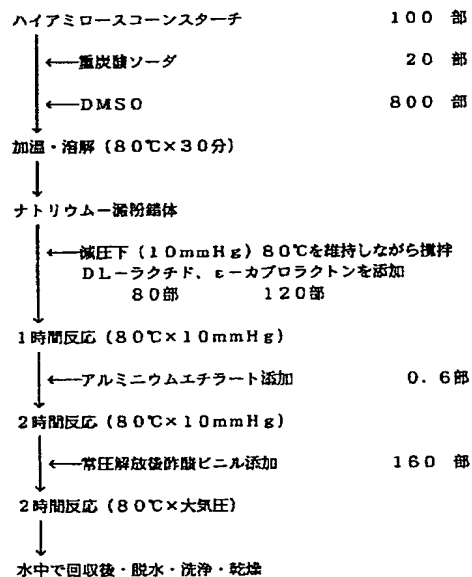 ハイアミロースコーンスターチ 100 部
←重炭酸ソーダ 20 部
←DMSO 800 部
加温・溶解(80℃×30分)
ナトリウムー澱粉錯体
←減圧下(10mmHg)80℃を維持しながら攪拌
DL-ラクチド、ε-カプロラクトンを添加
80部 120部
1時間反応(80℃×10mmHg)
←アルミニウムエチラート添加 0.6部
2時間反応(80℃×10mmHg)
←常圧解放後酢酸ビニル添加 160 部
2時間反応(80℃×大気圧)
水中で回収後・脱水・洗浄・乾燥